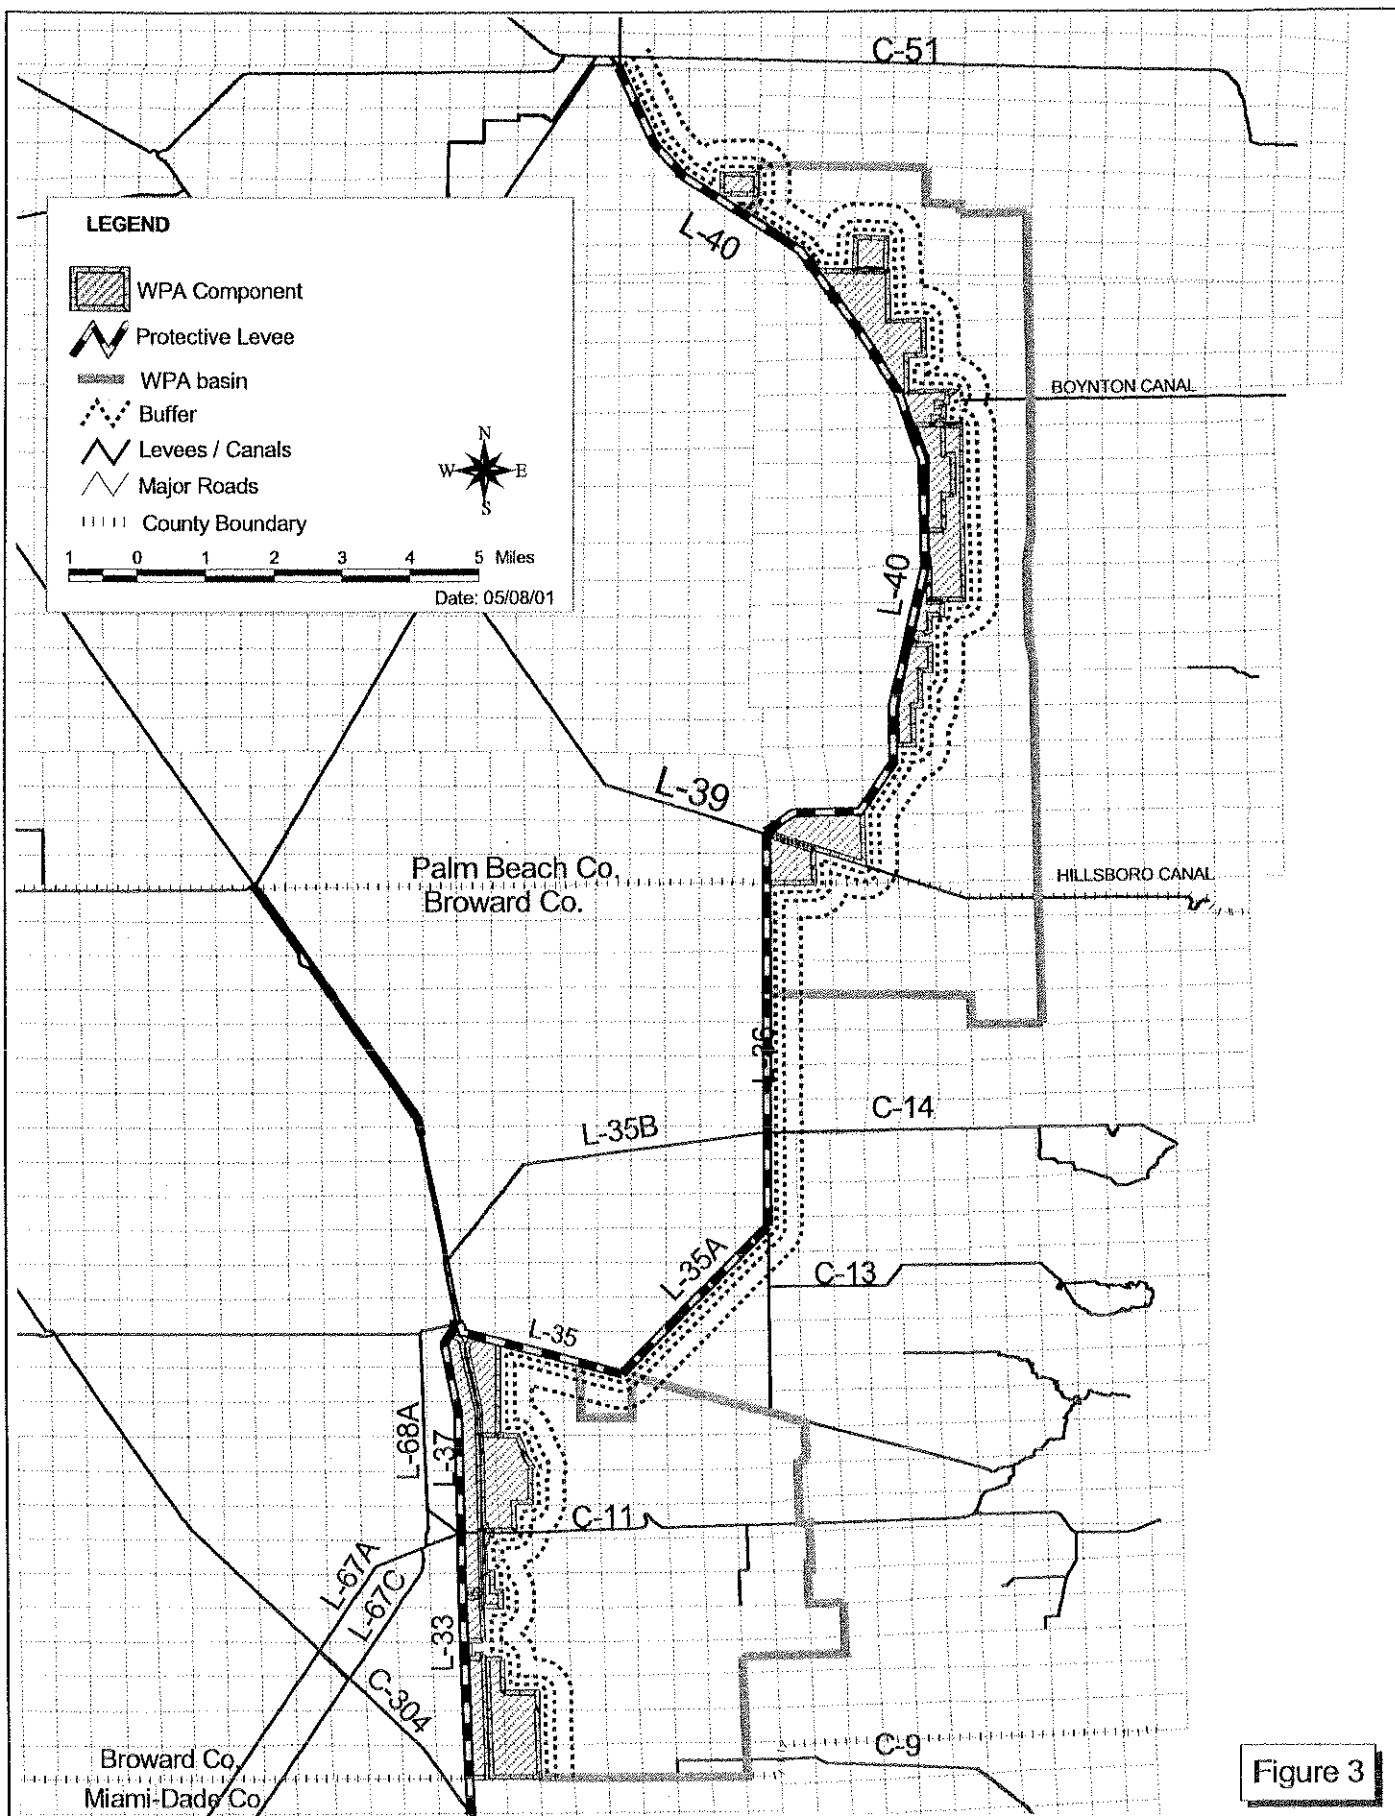 C-51
L-40
LEGEND
WPA Component
Protective Levee
WPA basin
Buffer
Levees / Canals
Major Roads
County Boundary
N
W E
S
1 0 1 2 3 4 5 Miles
Date: 05/08/01
BOYNTON CANAL
L-40
L-39
Palm Beach Co.
Broward Co.
HILLSBORO CANAL
L-36
C-14
L-35B
L-35A
C-13
L-35
L-68A
L-37
C-11
L-67A
L-67C
L-33
C-304
C-9
Broward Co.
Miami-Dade Co
Figure 3